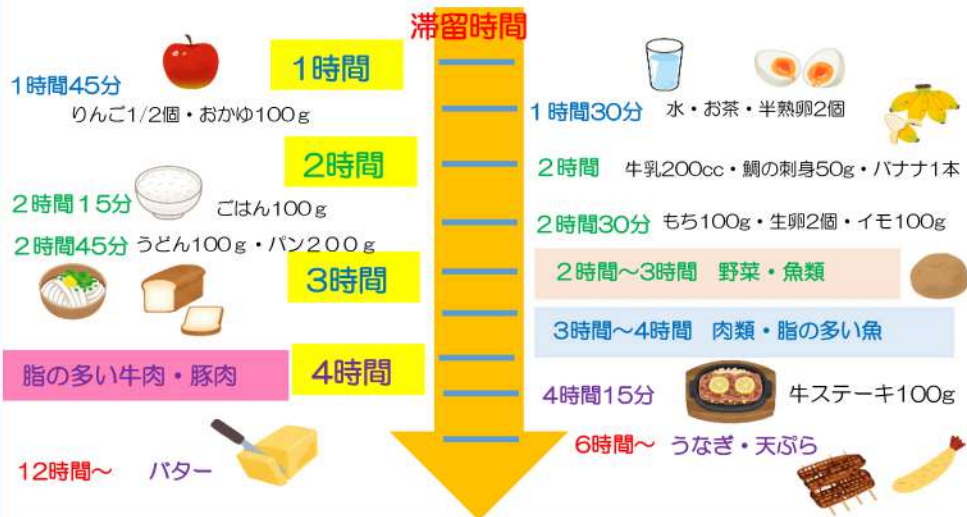 滞留時間
1時間
1時間45分
りんご1/2個・おかゆ100g
1時間30分 水・お茶・半熟卵2個
2時間
2時間 牛乳200cc・鯛の刺身50g・バナナ1本
2時間15分 ごはん100g
2時間30分 もち100g・生卵2個・イモ100g
2時間45分 うどん100g・パン200g
3時間
2時間~3時間 野菜・魚類
3時間~4時間 肉類・脂の多い魚
脂の多い牛肉・豚肉
4時間
4時間15分 牛ステーキ100g
6時間~ うなぎ・天ぷら
12時間~ バター